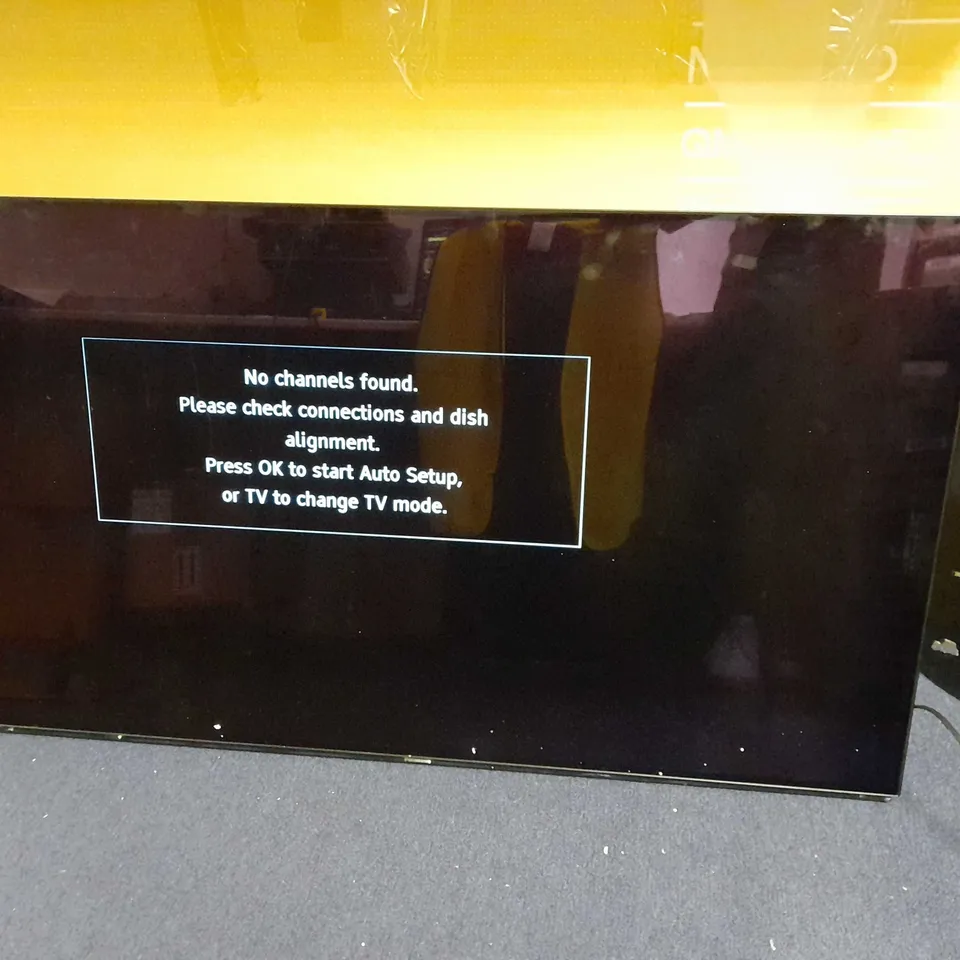 No channels found.
Please check connections and dish
alignment.
Press OK to start Auto Setup,
or TV to change TV mode.